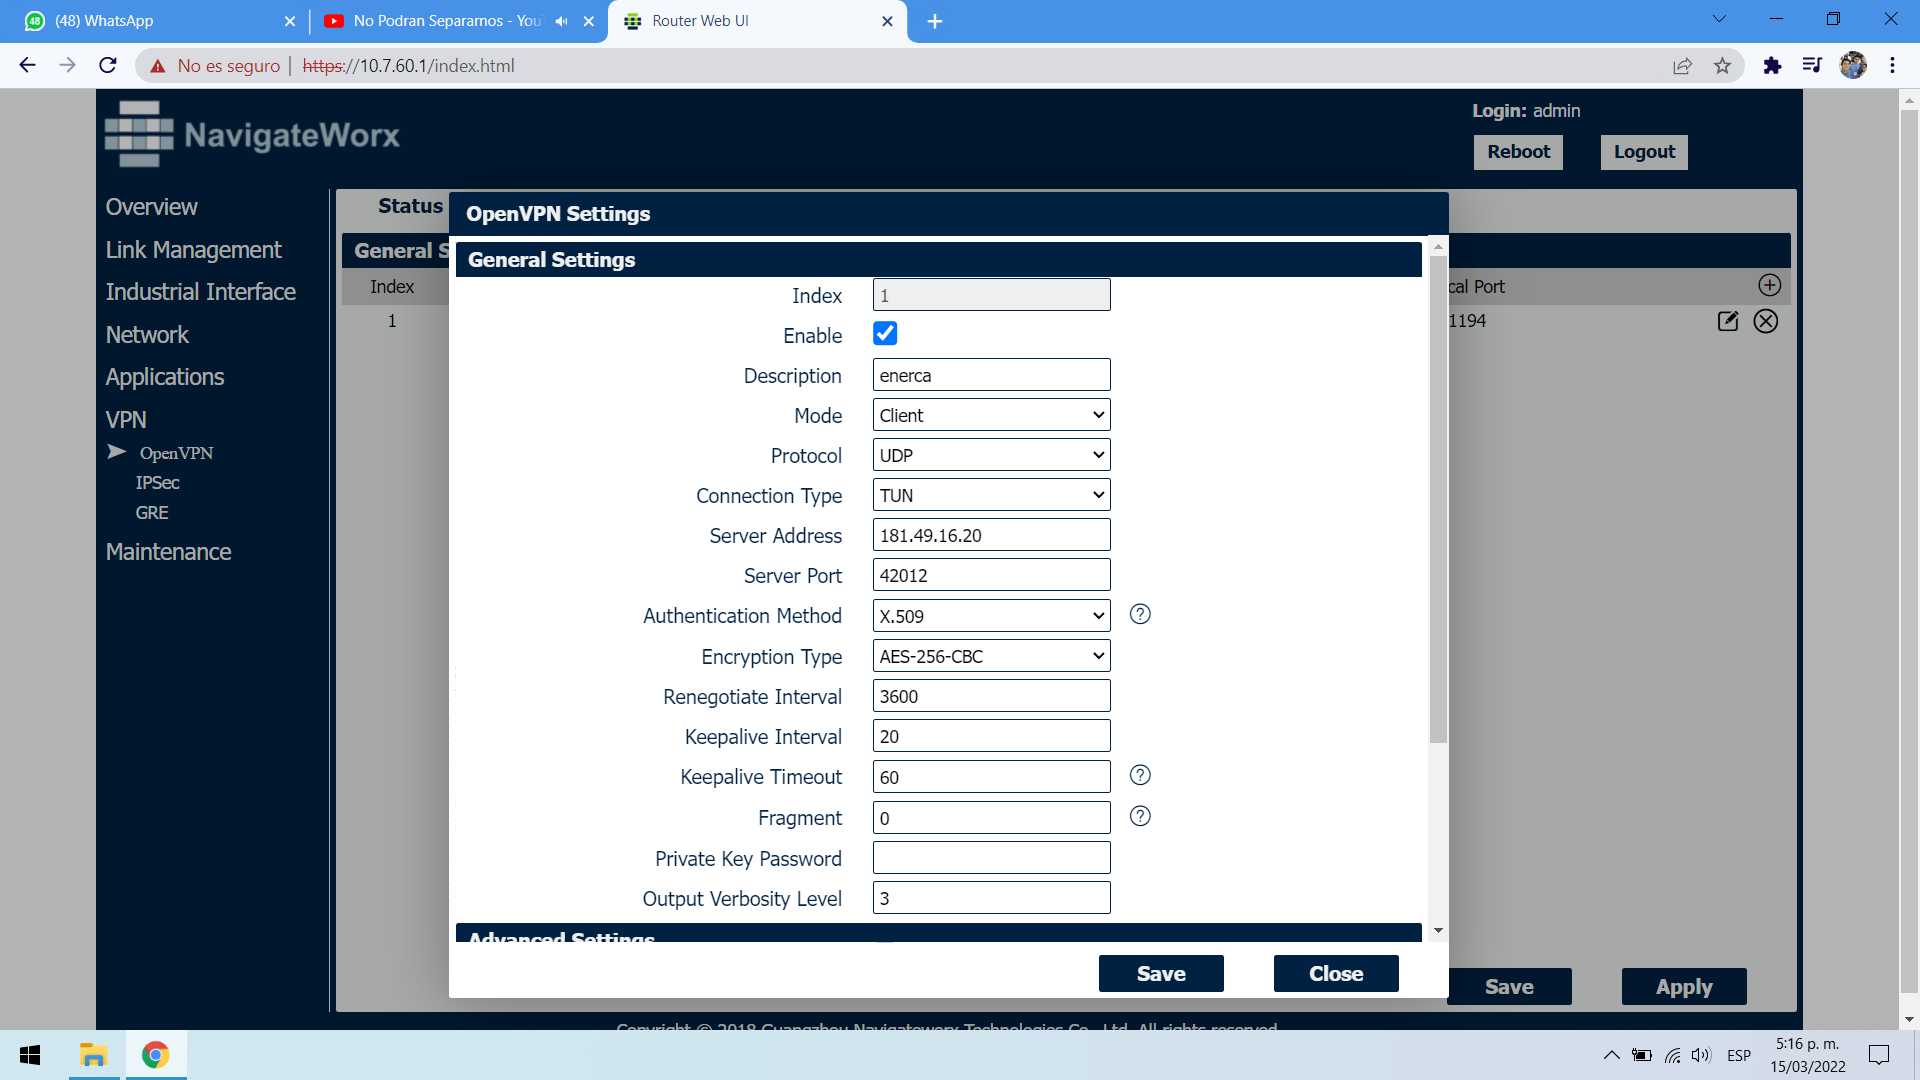 (48) WhatsApp
No Podran Separarnos - You
Router Web UI
No es seguro | https://10.7.60.1/index.html
NavigateWorx
Login: admin
Reboot
Logout
Overview
Link Management
Industrial Interface
Network
Applications
VPN
OpenVPN
IPSec
GRE
Maintenance
Status
General S
Index
1
cal Port
1194
OpenVPN Settings
General Settings
Index 1
Enable
Description enerca
Mode Client
Protocol UDP
Connection Type TUN
Server Address 181.49.16.20
Server Port 42012
Authentication Method X.509
Encryption Type AES-256-CBC
Renegotiate Interval 3600
Keepalive Interval 20
Keepalive Timeout 60
Fragment 0
Private Key Password
Output Verbosity Level 3
Advanced Settings
Save
Close
Save
Apply
Copyright © 2018 Guangzhou Navigateworx Technologies Co., Ltd. All rights reserved.
ESP
5:16 p. m.
15/03/2022